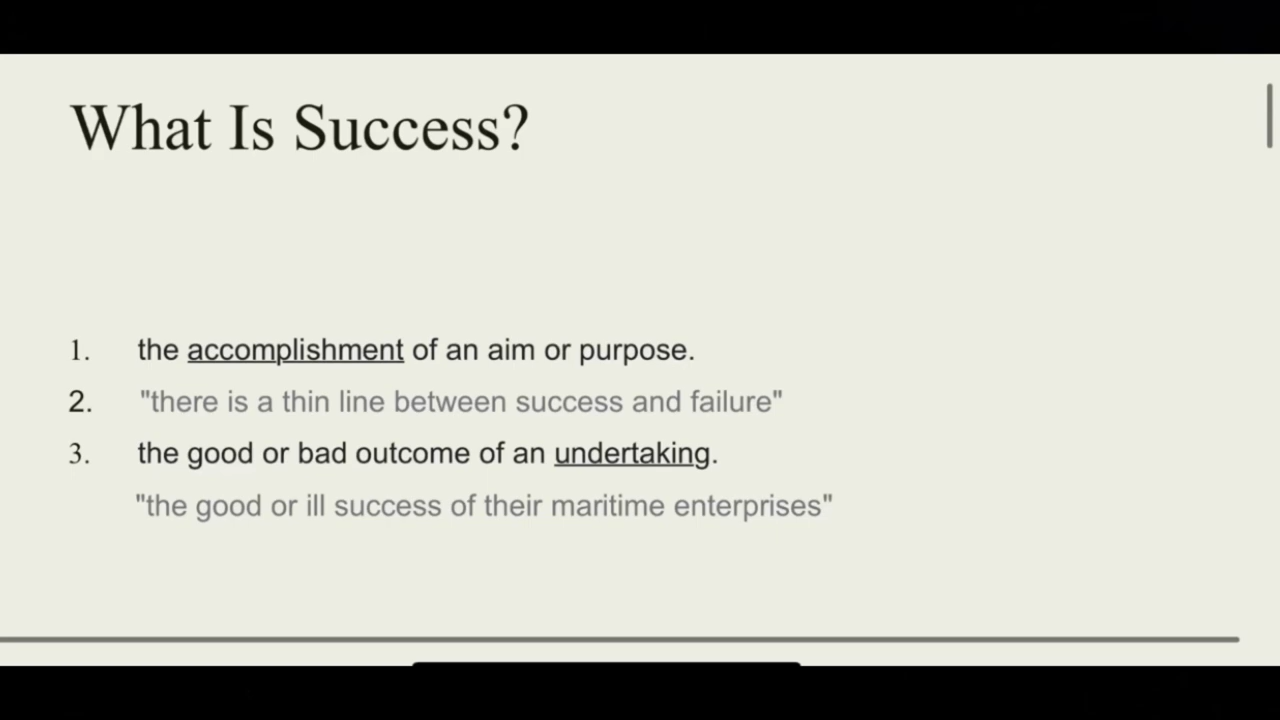 What Is Success?
1. the accomplishment of an aim or purpose.
2. "there is a thin line between success and failure"
3. the good or bad outcome of an undertaking.
"the good or ill success of their maritime enterprises"